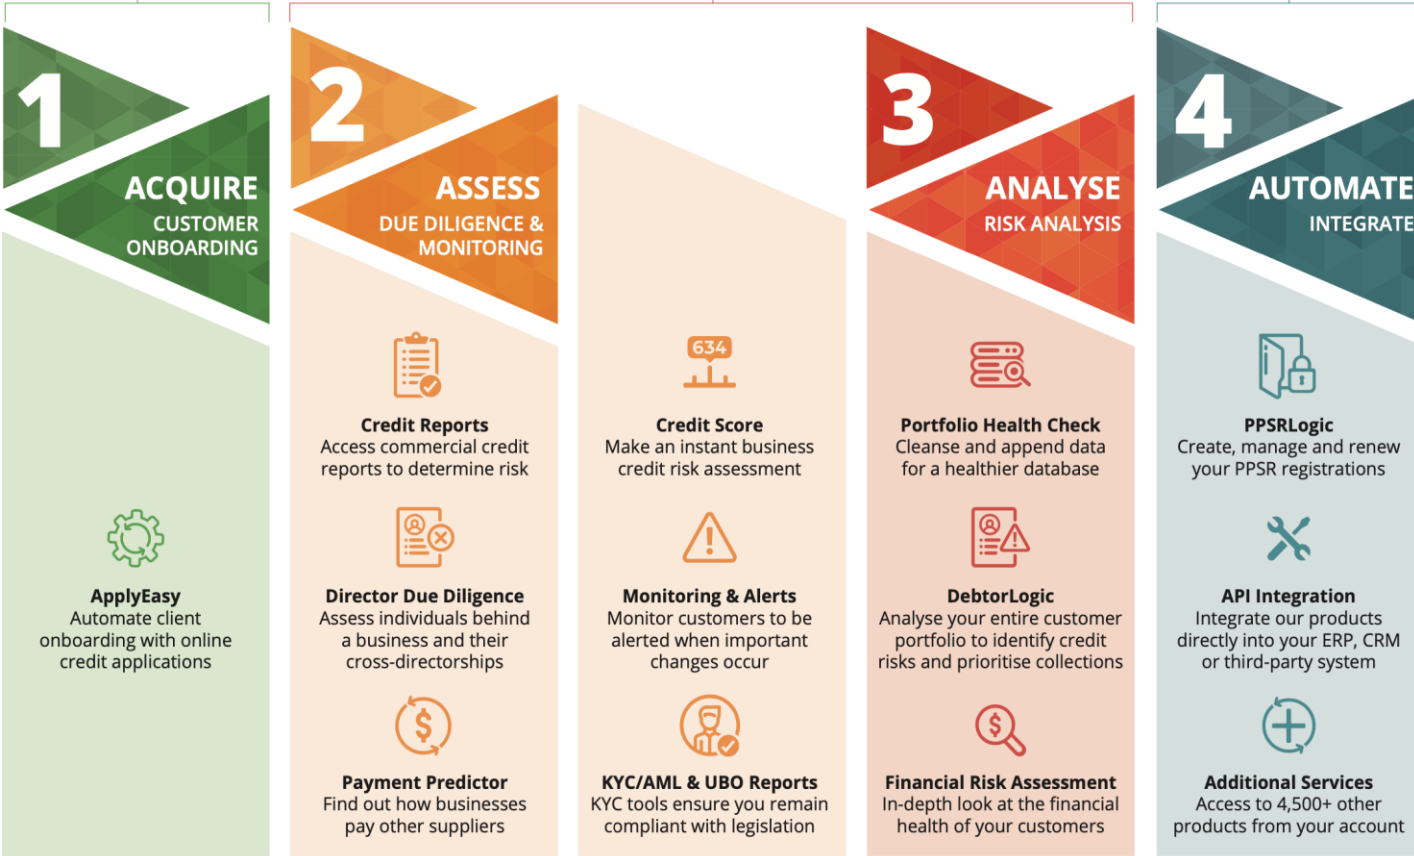 1
ACQUIRE
CUSTOMER
ONBOARDING
ApplyEasy
Automate client
onboarding with online
credit applications
2
ASSESS
DUE DILIGENCE &
MONITORING
Credit Reports
Access commercial credit
reports to determine risk
Director Due Diligence
Assess individuals behind
a business and their
cross-directorships
$
Payment Predictor
Find out how businesses
pay other suppliers
634
Credit Score
Make an instant business
credit risk assessment
Monitoring & Alerts
Monitor customers to be
alerted when important
changes occur
KYC/AML & UBO Reports
KYC tools ensure you remain
compliant with legislation
3
ANALYSE
RISK ANALYSIS
Portfolio Health Check
Cleanse and append data
for a healthier database
DebtorLogic
Analyse your entire customer
portfolio to identify credit
risks and prioritise collections
$
Financial Risk Assessment
In-depth look at the financial
health of your customers
4
AUTOMATE
INTEGRATE
PPSRLogic
Create, manage and renew
your PPSR registrations
API Integration
Integrate our products
directly into your ERP, CRM
or third-party system
Additional Services
Access to 4,500+ other
products from your account